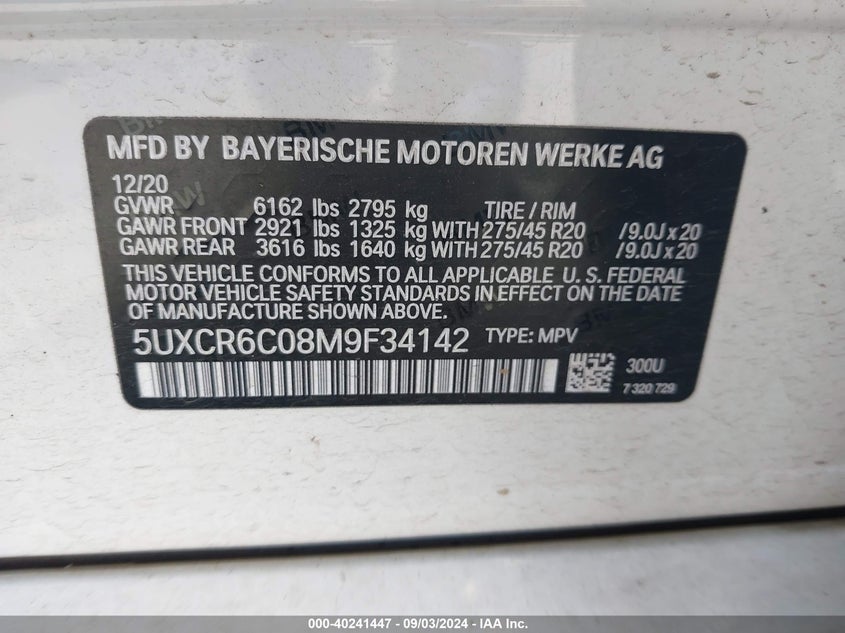 MFD BY BAYERISCHE MOTOREN WERKE AG
12/20
GVWR 6162 lbs 2795 kg TIRE / RIM
GAWR FRONT 2921 lbs 1325 kg WITH 275/45 R20 /9.0J x 20
GAWR REAR 3616 lbs 1640 kg WITH 275/45 R20 /9.0J x 20
THIS VEHICLE CONFORMS TO ALL APPLICABLE U. S. FEDERAL
MOTOR VEHICLE SAFETY STANDARDS IN EFFECT ON THE DATE
OF MANUFACTURE SHOWN ABOVE.
5UXCR6C08M9F34142 TYPE: MPV
300U
7 320 729
000-40241447 - 09/03/2024 - IAA Inc.